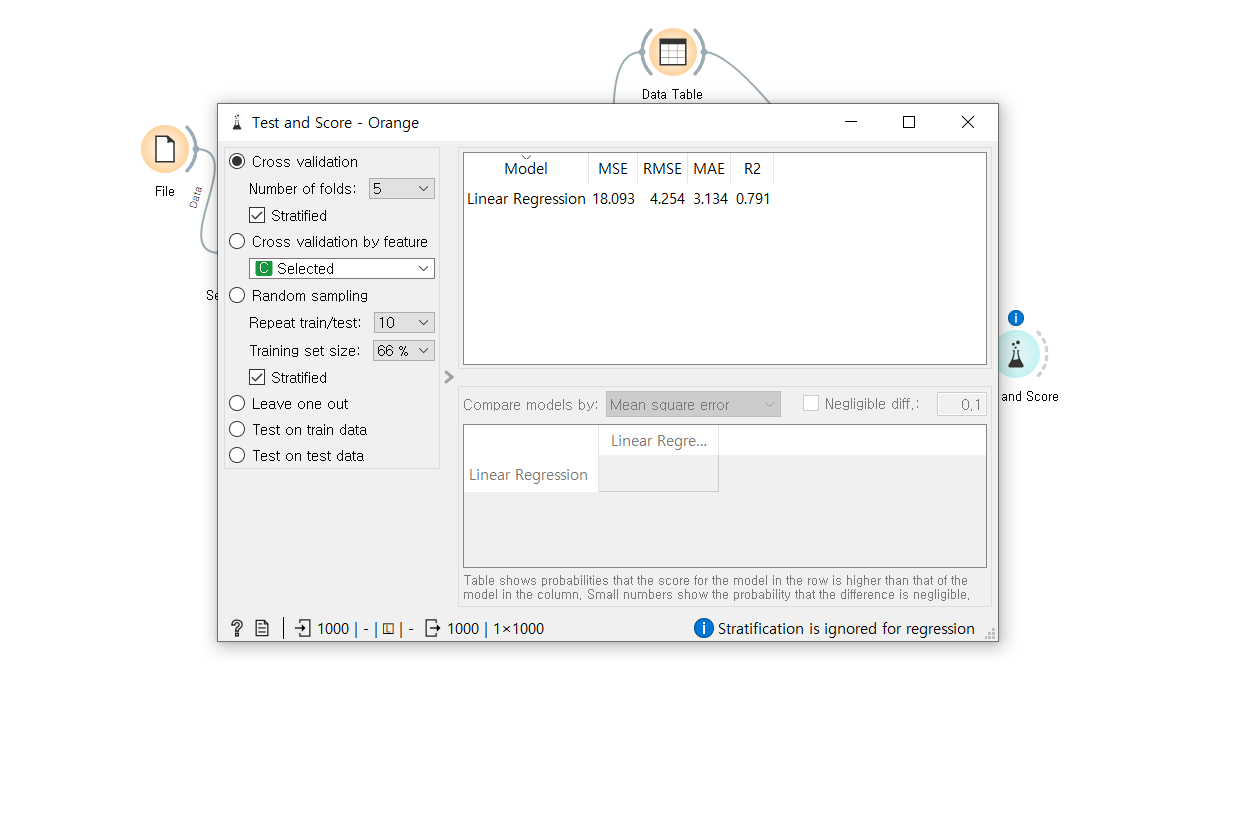 Data Table
Test and Score - Orange
File
Data
Se
and Score
Cross validation
Number of folds: 5
Stratified
Cross validation by feature
C Selected
Random sampling
Repeat train/test: 10
Training set size: 66 %
Stratified
Leave one out
Test on train data
Test on test data
Model MSE RMSE MAE R2
Linear Regression 18.093 4.254 3.134 0.791
Compare models by: Mean square error Negligible diff.: 0.1
Linear Regre...
Linear Regression
Table shows probabilities that the score for the model in the row is higher than that of the
model in the column. Small numbers show the probability that the difference is negligible.
? 1000 | - | | - 1000 | 1×1000
i Stratification is ignored for regression